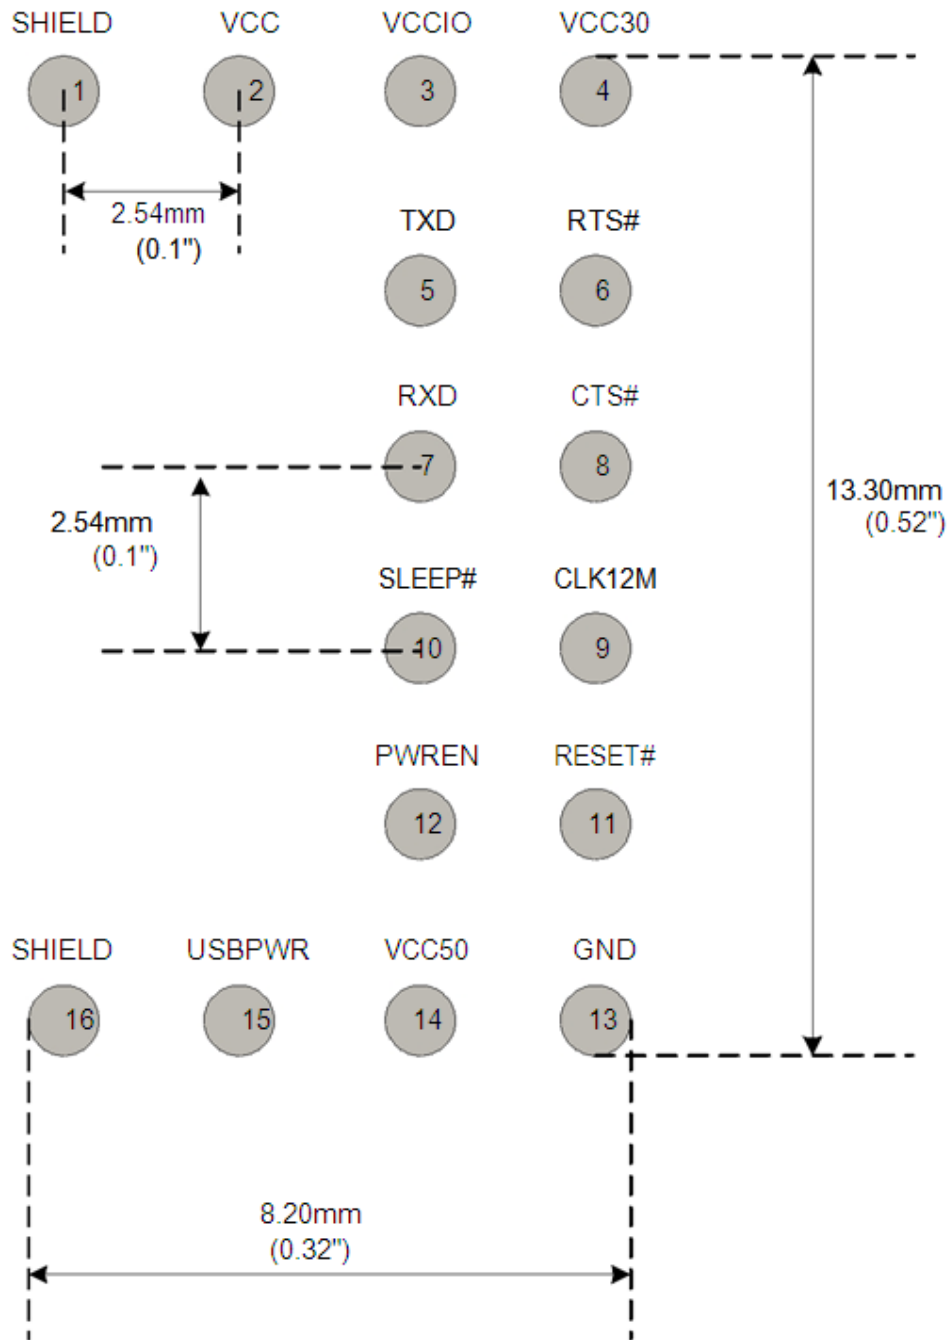 SHIELD VCC VCCIO VCC30
1 2 3 4
2.54mm
(0.1")
TXD RTS#
5 6
RXD CTS#
7 8
13.30mm
(0.52")
2.54mm
(0.1")
SLEEP# CLK12M
10 9
PWREN RESET#
12 11
SHIELD USBPWR VCC50 GND
16 15 14 13
8.20mm
(0.32")